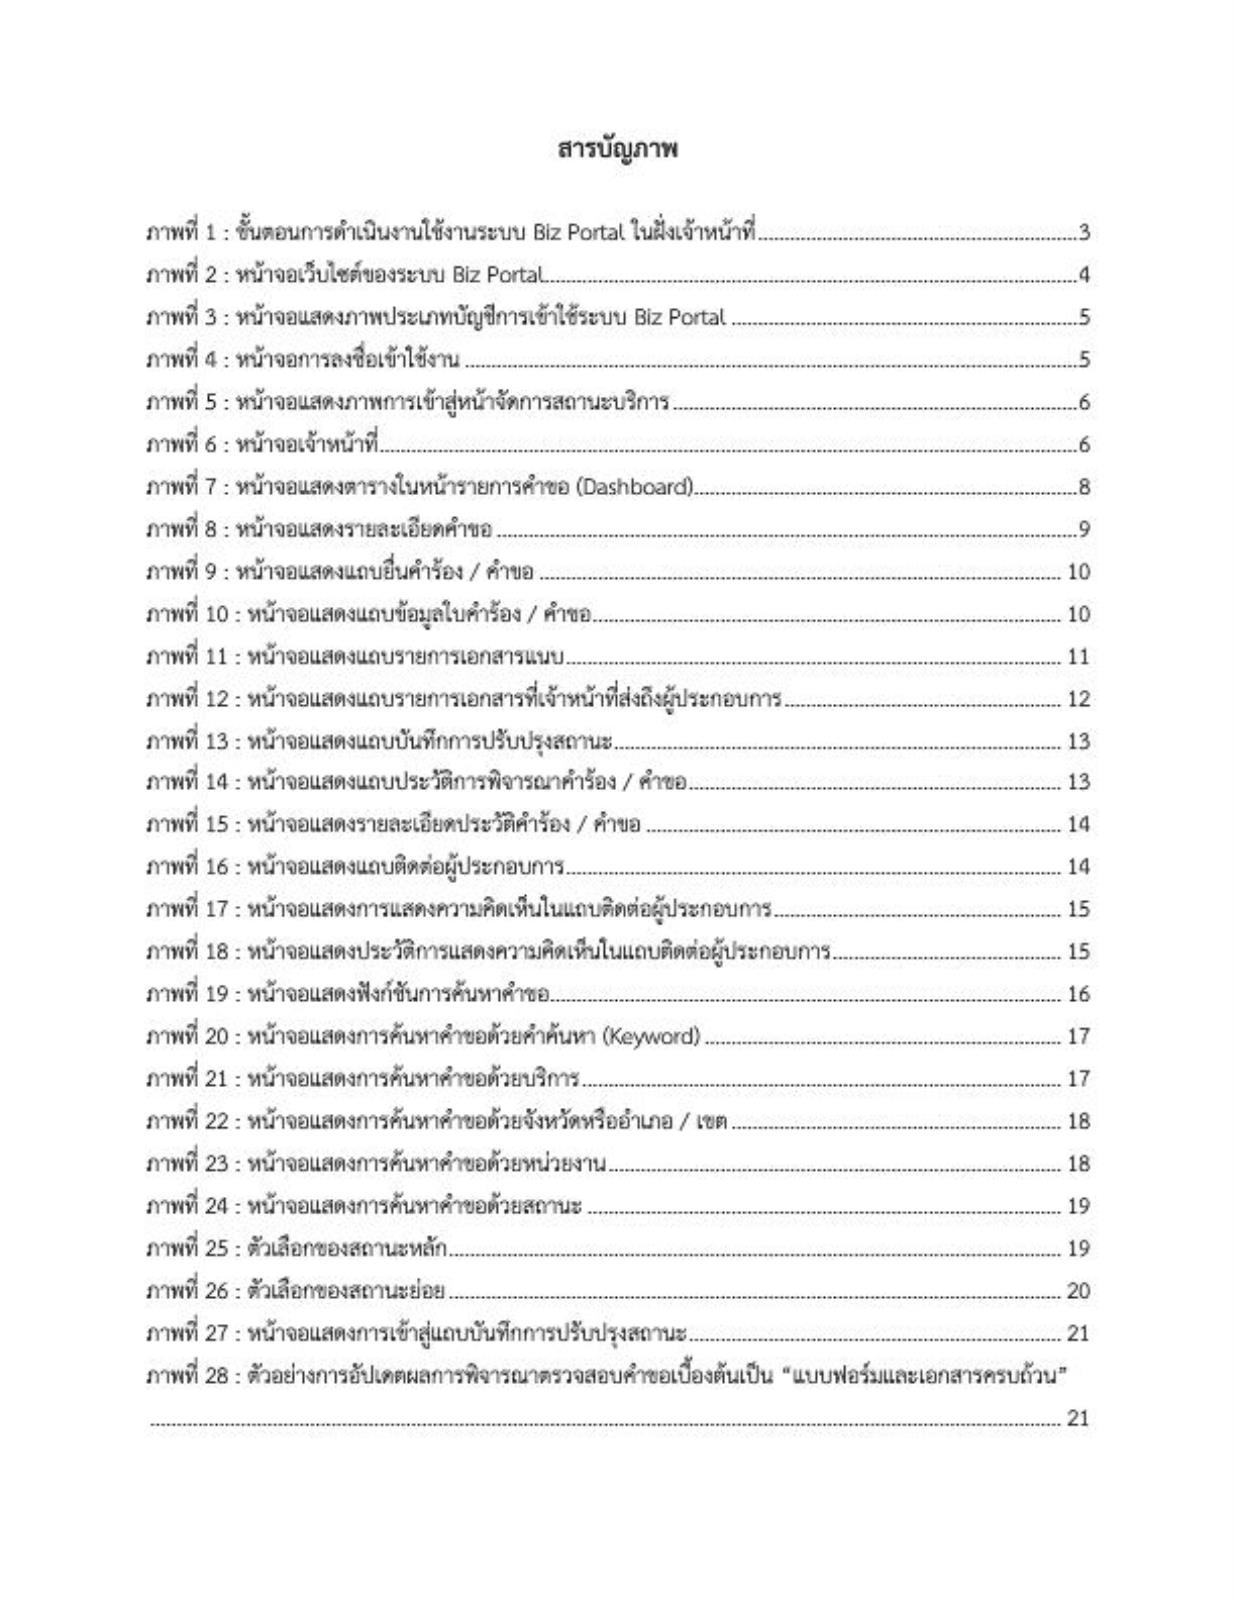 สารบัญภาพ
ภาพที่ 1 : ขั้นตอนการดำเนินงานใช้งานระบบ Biz Portal ในฝั่งเจ้าหน้าที่ 3
ภาพที่ 2 : หน้าจอเว็บไซต์ของระบบ Biz Portal 4
ภาพที่ 3 : หน้าจอแสดงภาพประเภทบัญชีการเข้าใช้ระบบ Biz Portal 5
ภาพที่ 4 : หน้าจอการลงชื่อเข้าใช้งาน 5
ภาพที่ 5 : หน้าจอแสดงภาพการเข้าสู่หน้าจัดการสถานะบริการ 6
ภาพที่ 6 : หน้าจอเจ้าหน้าที่ 6
ภาพที่ 7 : หน้าจอแสดงตารางในหน้ารายการคำขอ (Dashboard) 8
ภาพที่ 8 : หน้าจอแสดงรายละเอียดคำขอ 9
ภาพที่ 9 : หน้าจอแสดงแถบยื่นคำร้อง / คำขอ 10
ภาพที่ 10 : หน้าจอแสดงแถบข้อมูลใบคำร้อง / คำขอ 10
ภาพที่ 11 : หน้าจอแสดงแถบรายการเอกสารแนบ 11
ภาพที่ 12 : หน้าจอแสดงแถบรายการเอกสารที่เจ้าหน้าที่ส่งถึงผู้ประกอบการ 12
ภาพที่ 13 : หน้าจอแสดงแถบบันทึกการปรับปรุงสถานะ 13
ภาพที่ 14 : หน้าจอแสดงแถบประวัติการพิจารณาคำร้อง / คำขอ 13
ภาพที่ 15 : หน้าจอแสดงรายละเอียดประวัติคำร้อง / คำขอ 14
ภาพที่ 16 : หน้าจอแสดงแถบติดต่อผู้ประกอบการ 14
ภาพที่ 17 : หน้าจอแสดงการแสดงความคิดเห็นในแถบติดต่อผู้ประกอบการ 15
ภาพที่ 18 : หน้าจอแสดงประวัติการแสดงความคิดเห็นในแถบติดต่อผู้ประกอบการ 15
ภาพที่ 19 : หน้าจอแสดงฟังก์ชันการค้นหาคำขอ 16
ภาพที่ 20 : หน้าจอแสดงการค้นหาคำขอด้วยคำค้นหา (Keyword) 17
ภาพที่ 21 : หน้าจอแสดงการค้นหาคำขอด้วยบริการ 17
ภาพที่ 22 : หน้าจอแสดงการค้นหาคำขอด้วยจังหวัดหรืออำเภอ / เขต 18
ภาพที่ 23 : หน้าจอแสดงการค้นหาคำขอด้วยหน่วยงาน 18
ภาพที่ 24 : หน้าจอแสดงการค้นหาคำขอด้วยสถานะ 19
ภาพที่ 25 : ตัวเลือกของสถานะหลัก 19
ภาพที่ 26 : ตัวเลือกของสถานะย่อย 20
ภาพที่ 27 : หน้าจอแสดงการเข้าสู่แถบบันทึกการปรับปรุงสถานะ 21
ภาพที่ 28 : ตัวอย่างการอัปเดตผลการพิจารณาตรวจสอบคำขอเบื้องต้นเป็น “แบบฟอร์มและเอกสารครบถ้วน”
21